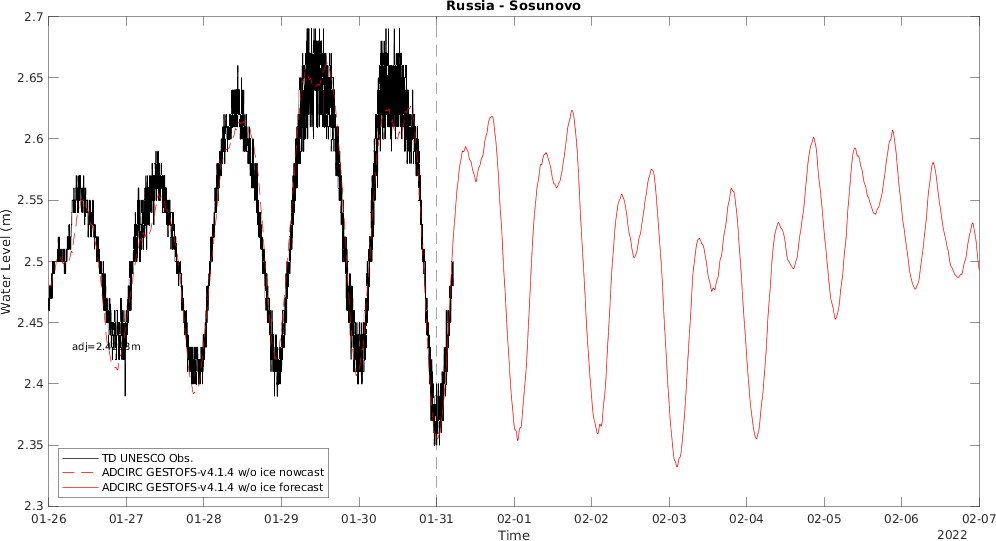 Russia - Sosunovo
Water Level (m)
2.7
2.65
2.6
2.55
2.5
2.45
2.4
2.35
2.3
TD UNESCO Obs.
ADCIRC GESTOFS-v4.1.4 w/o ice nowcast
ADCIRC GESTOFS-v4.1.4 w/o ice forecast
01-26 01-27 01-28 01-29 01-30 01-31 02-01 02-02 02-03 02-04 02-05 02-06 02-07
Time
2022